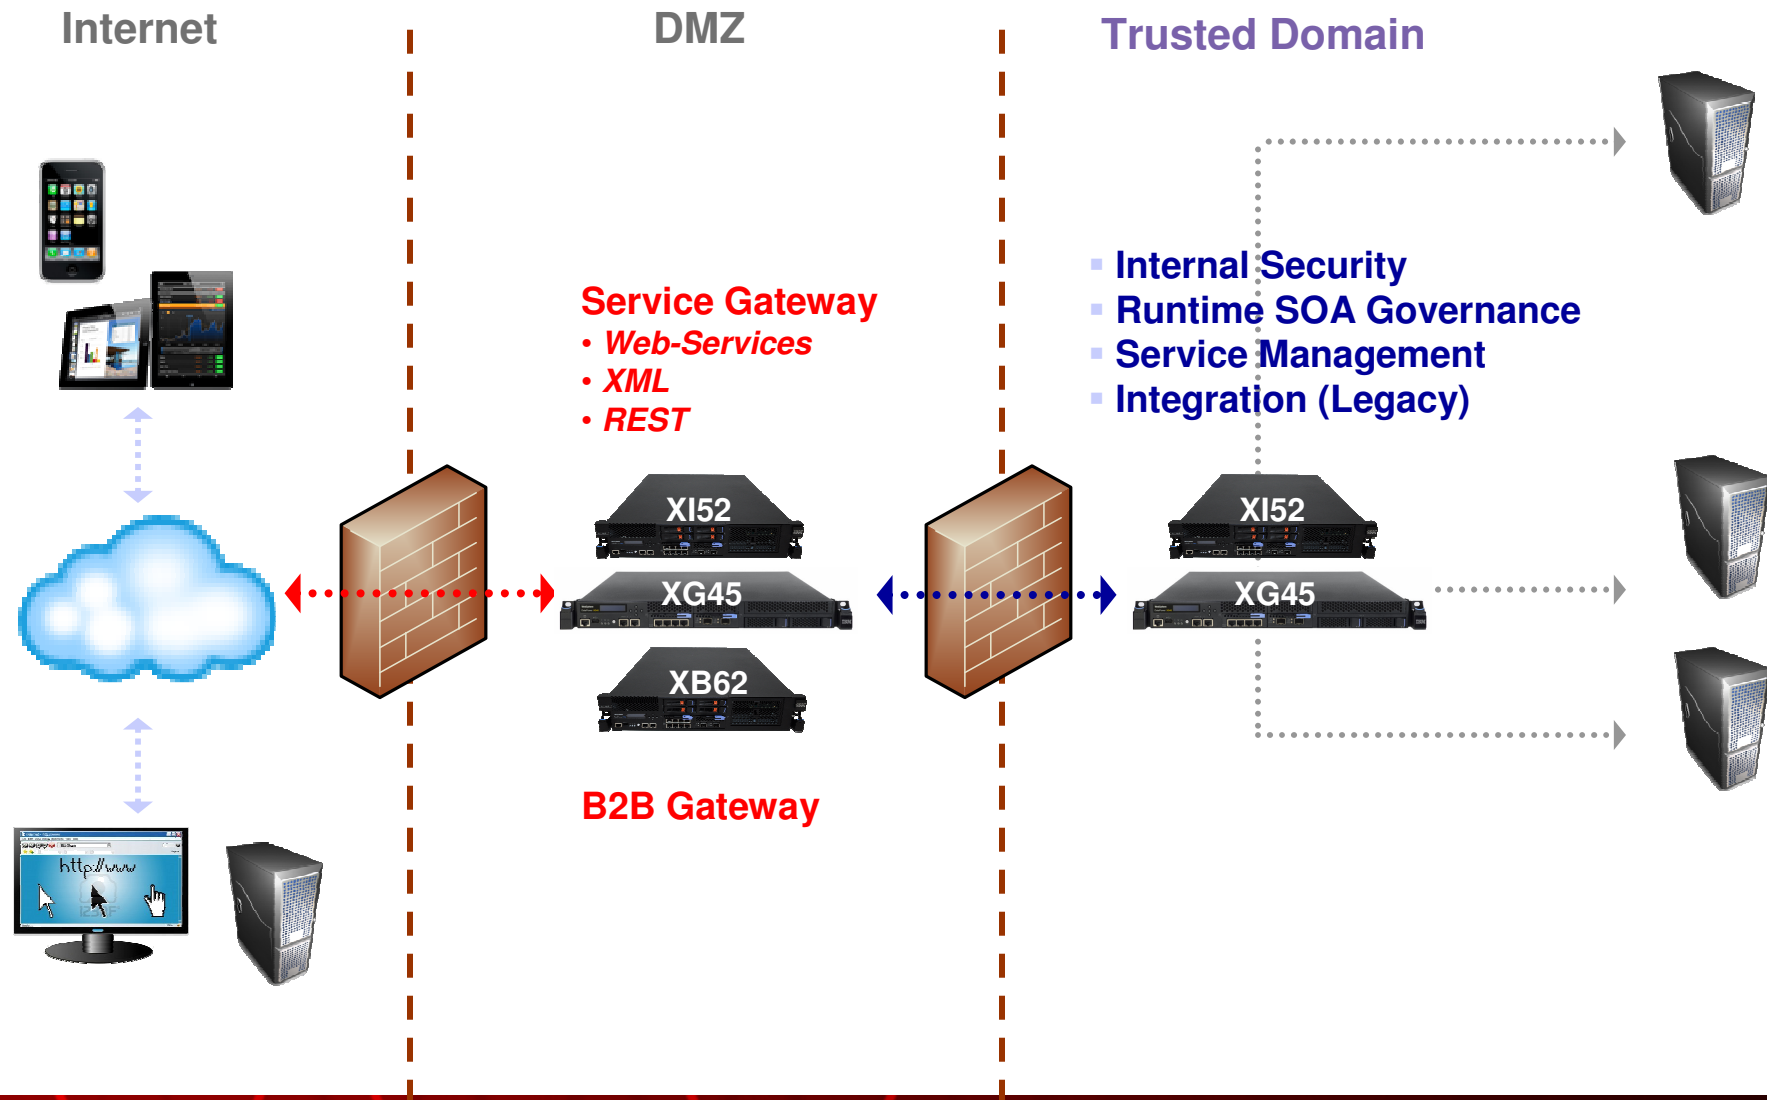 Internet
DMZ
Trusted Domain
Service Gateway
• Web-Services
• XML
• REST
▪ Internal Security
▪ Runtime SOA Governance
▪ Service Management
▪ Integration (Legacy)
XI52
XG45
XB62
XI52
XG45
B2B Gateway
http://www